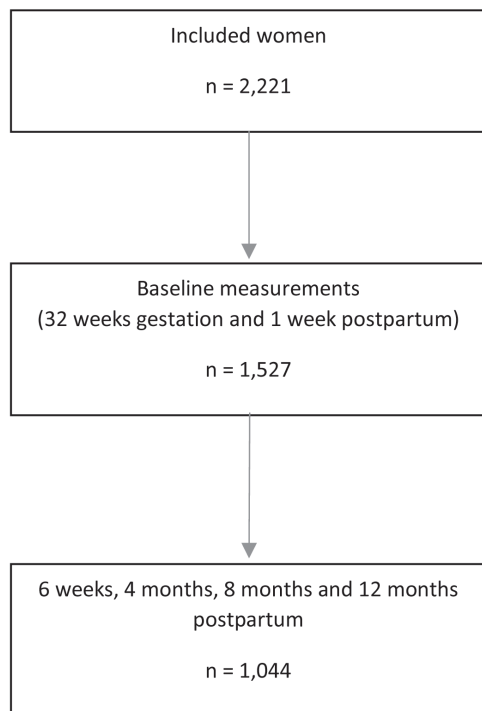 Included women
n = 2,221
Baseline measurements
(32 weeks gestation and 1 week postpartum)
n = 1,527
6 weeks, 4 months, 8 months and 12 months
postpartum
n = 1,044